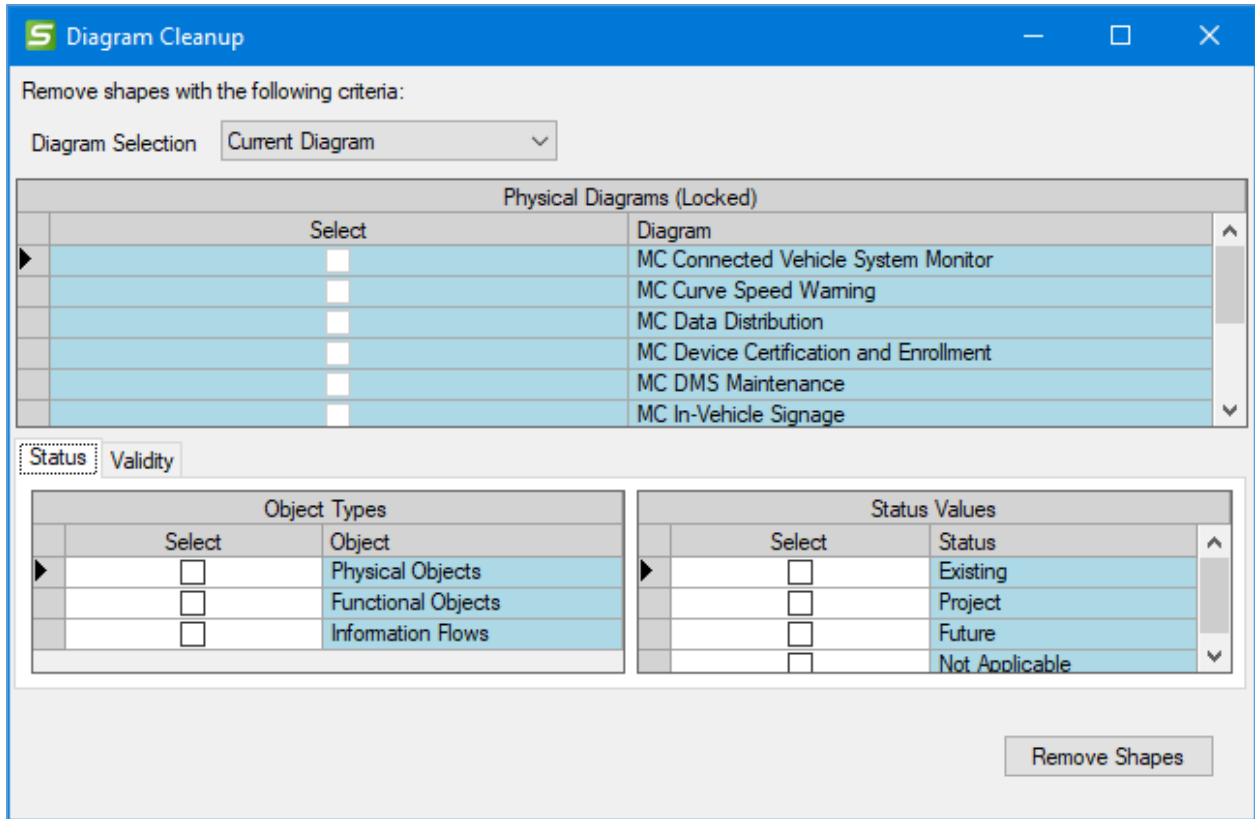 Diagram Cleanup
Remove shapes with the following criteria:
Diagram Selection Current Diagram
Physical Diagrams (Locked)
Select Diagram
MC Connected Vehicle System Monitor
MC Curve Speed Warning
MC Data Distribution
MC Device Certification and Enrollment
MC DMS Maintenance
MC In-Vehicle Signage
Status Validity
Object Types
Select Object
Physical Objects
Functional Objects
Information Flows
Status Values
Select Status
Existing
Project
Future
Not Applicable
Remove Shapes